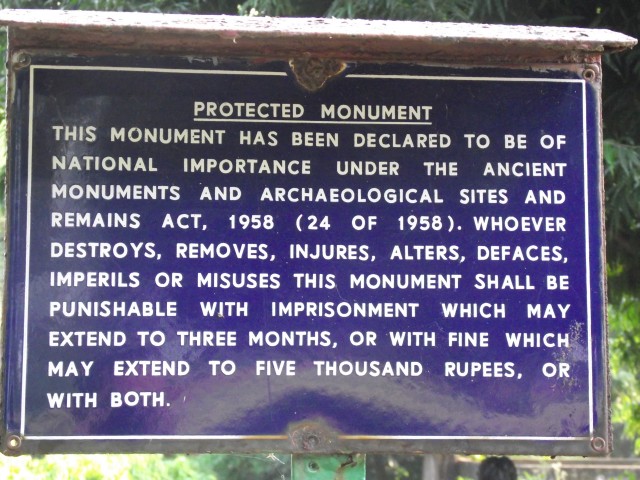 PROTECTED MONUMENT
THIS MONUMENT HAS BEEN DECLARED TO BE OF
NATIONAL IMPORTANCE UNDER THE ANCIENT
MONUMENTS AND ARCHAEOLOGICAL SITES AND
REMAINS ACT, 1958 (24 OF 1958). WHOEVER
DESTROYS, REMOVES, INJURES, ALTERS, DEFACES,
IMPERILS OR MISUSES THIS MONUMENT SHALL BE
PUNISHABLE WITH IMPRISONMENT WHICH MAY
EXTEND TO THREE MONTHS, OR WITH FINE WHICH
MAY EXTEND TO FIVE THOUSAND RUPEES, OR
WITH BOTH.